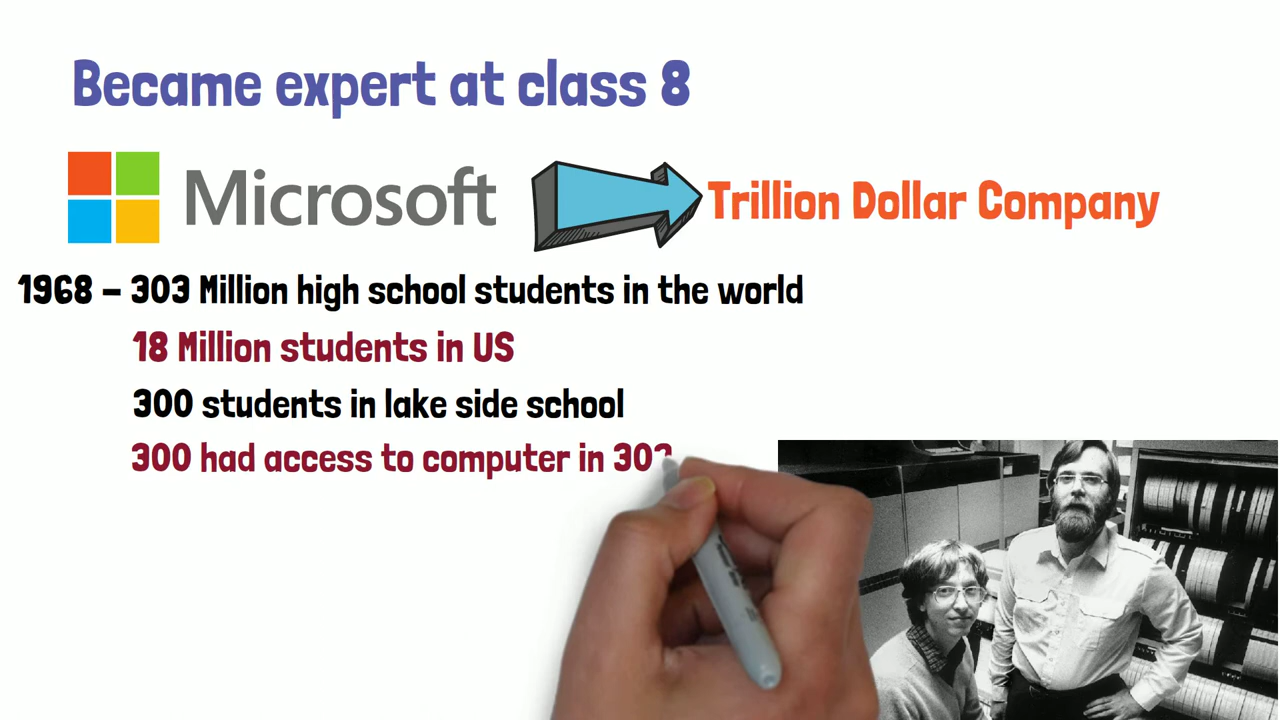 Became expert at class 8
Microsoft
Trillion Dollar Company
1968 – 303 Million high school students in the world
18 Million students in US
300 students in lake side school
300 had access to computer in